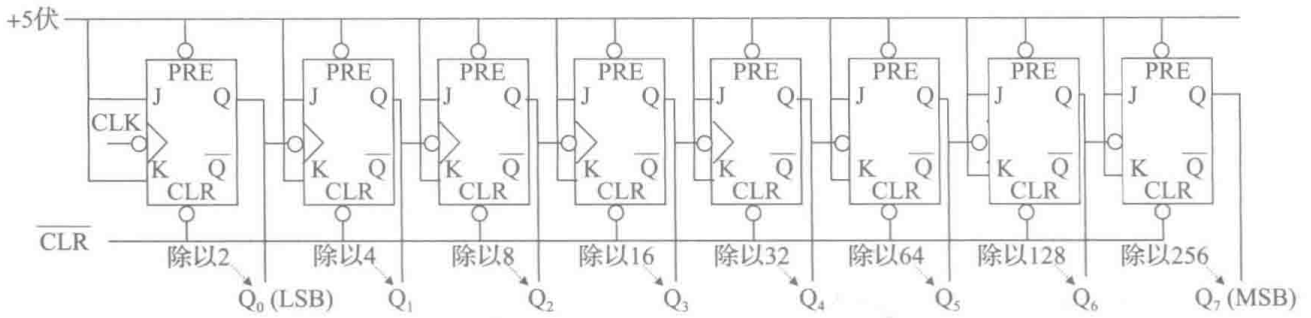 +5伏
PRE PRE PRE PRE PRE PRE PRE PRE
J Q J Q J Q J Q J Q J Q J Q J Q
CLK
K Q̅ K Q̅ K Q̅ K Q̅ K Q̅ K Q̅ K Q̅ K Q̅
CLR CLR CLR CLR CLR CLR CLR CLR
C̅L̅R̅
除以2 除以4 除以8 除以16 除以32 除以64 除以128 除以256
Q₀ (LSB) Q₁ Q₂ Q₃ Q₄ Q₅ Q₆ Q₇ (MSB)